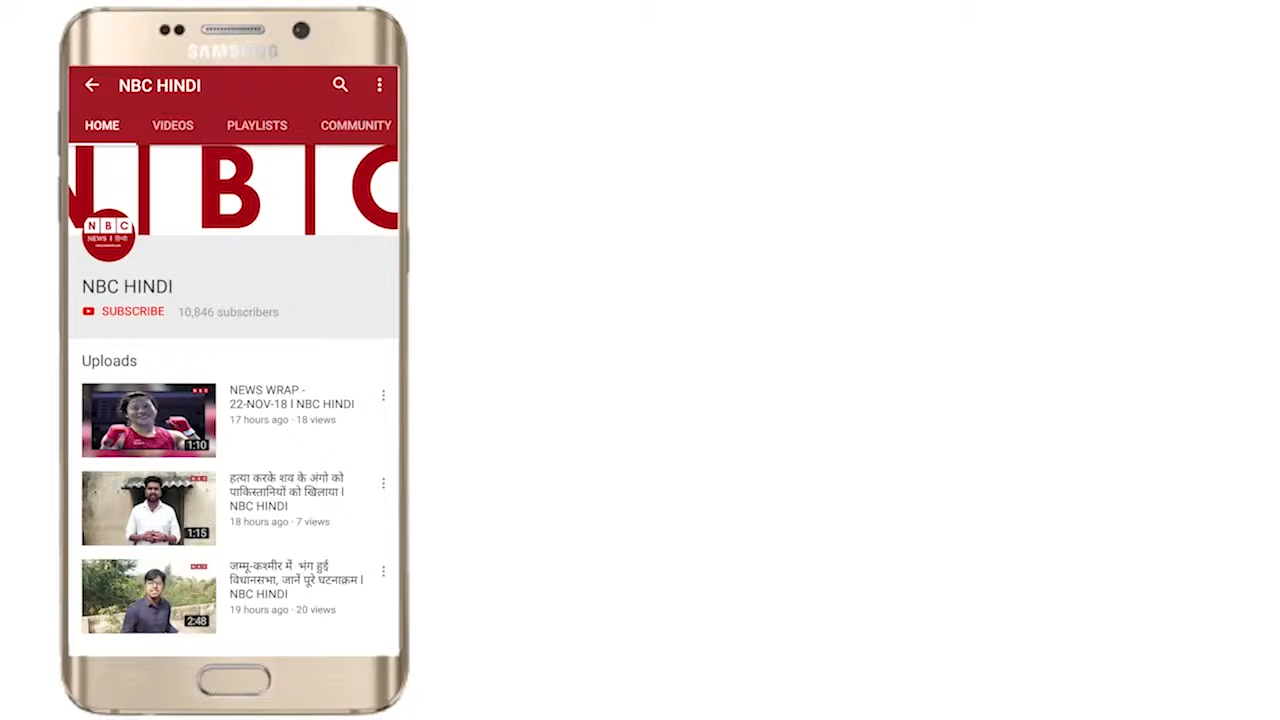 SAMSUNG
NBC HINDI
HOME VIDEOS PLAYLISTS COMMUNITY
N B C
N B C
NEWS I हिन्दी
NBC HINDI
SUBSCRIBE 10,846 subscribers
Uploads
NEWS WRAP -
22-NOV-18 l NBC HINDI
17 hours ago · 18 views
1:10
हत्या करके शव के अंगो को
पाकिस्तानियों को खिलाया l
NBC HINDI
18 hours ago · 7 views
1:15
जम्मू-कश्मीर में भंग हुई
विधानसभा, जानें पूरे घटनाक्रम l
NBC HINDI
19 hours ago · 20 views
2:48